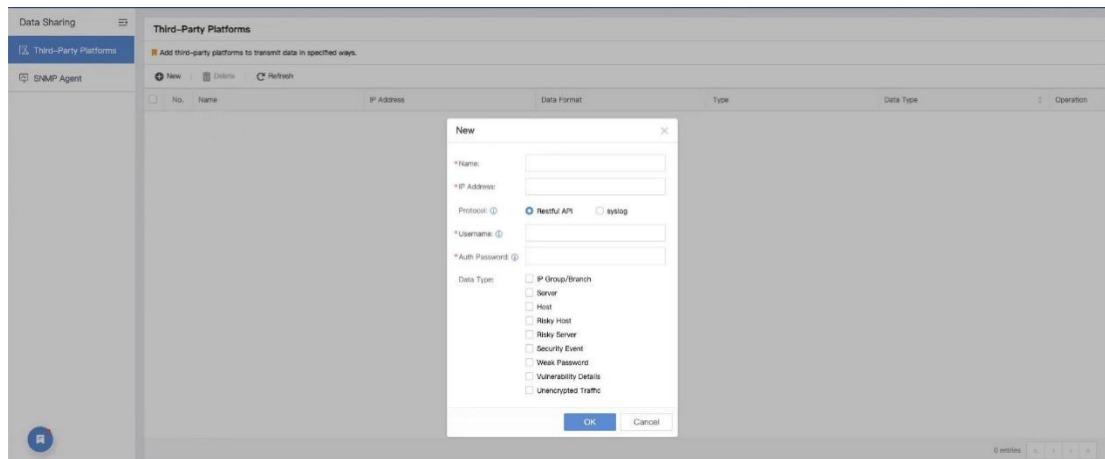 Data Sharing
Third-Party Platforms
SNMP Agent
Third-Party Platforms
Add third-party platforms to transmit data in specified ways.
New Delete Refresh
No. Name IP Address Data Format Type Data Type Operation
New
*Name:
*IP Address:
Protocol: Restful API syslog
*Username:
*Auth Password:
Data Type: IP Group/Branch
Server
Host
Risky Host
Risky Server
Security Event
Weak Password
Vulnerability Details
Unencrypted Traffic
OK Cancel
0 entries